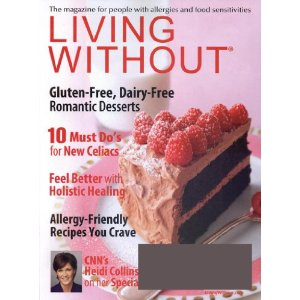 The magazine for people with allergies and food sensitivities
LIVING
WITHOUT®
Gluten-Free, Dairy-Free
Romantic Desserts
10 Must Do's
for New Celiacs
Feel Better with
Holistic Healing
Allergy-Friendly
Recipes You Crave
CNN's
Heidi Collins
on her